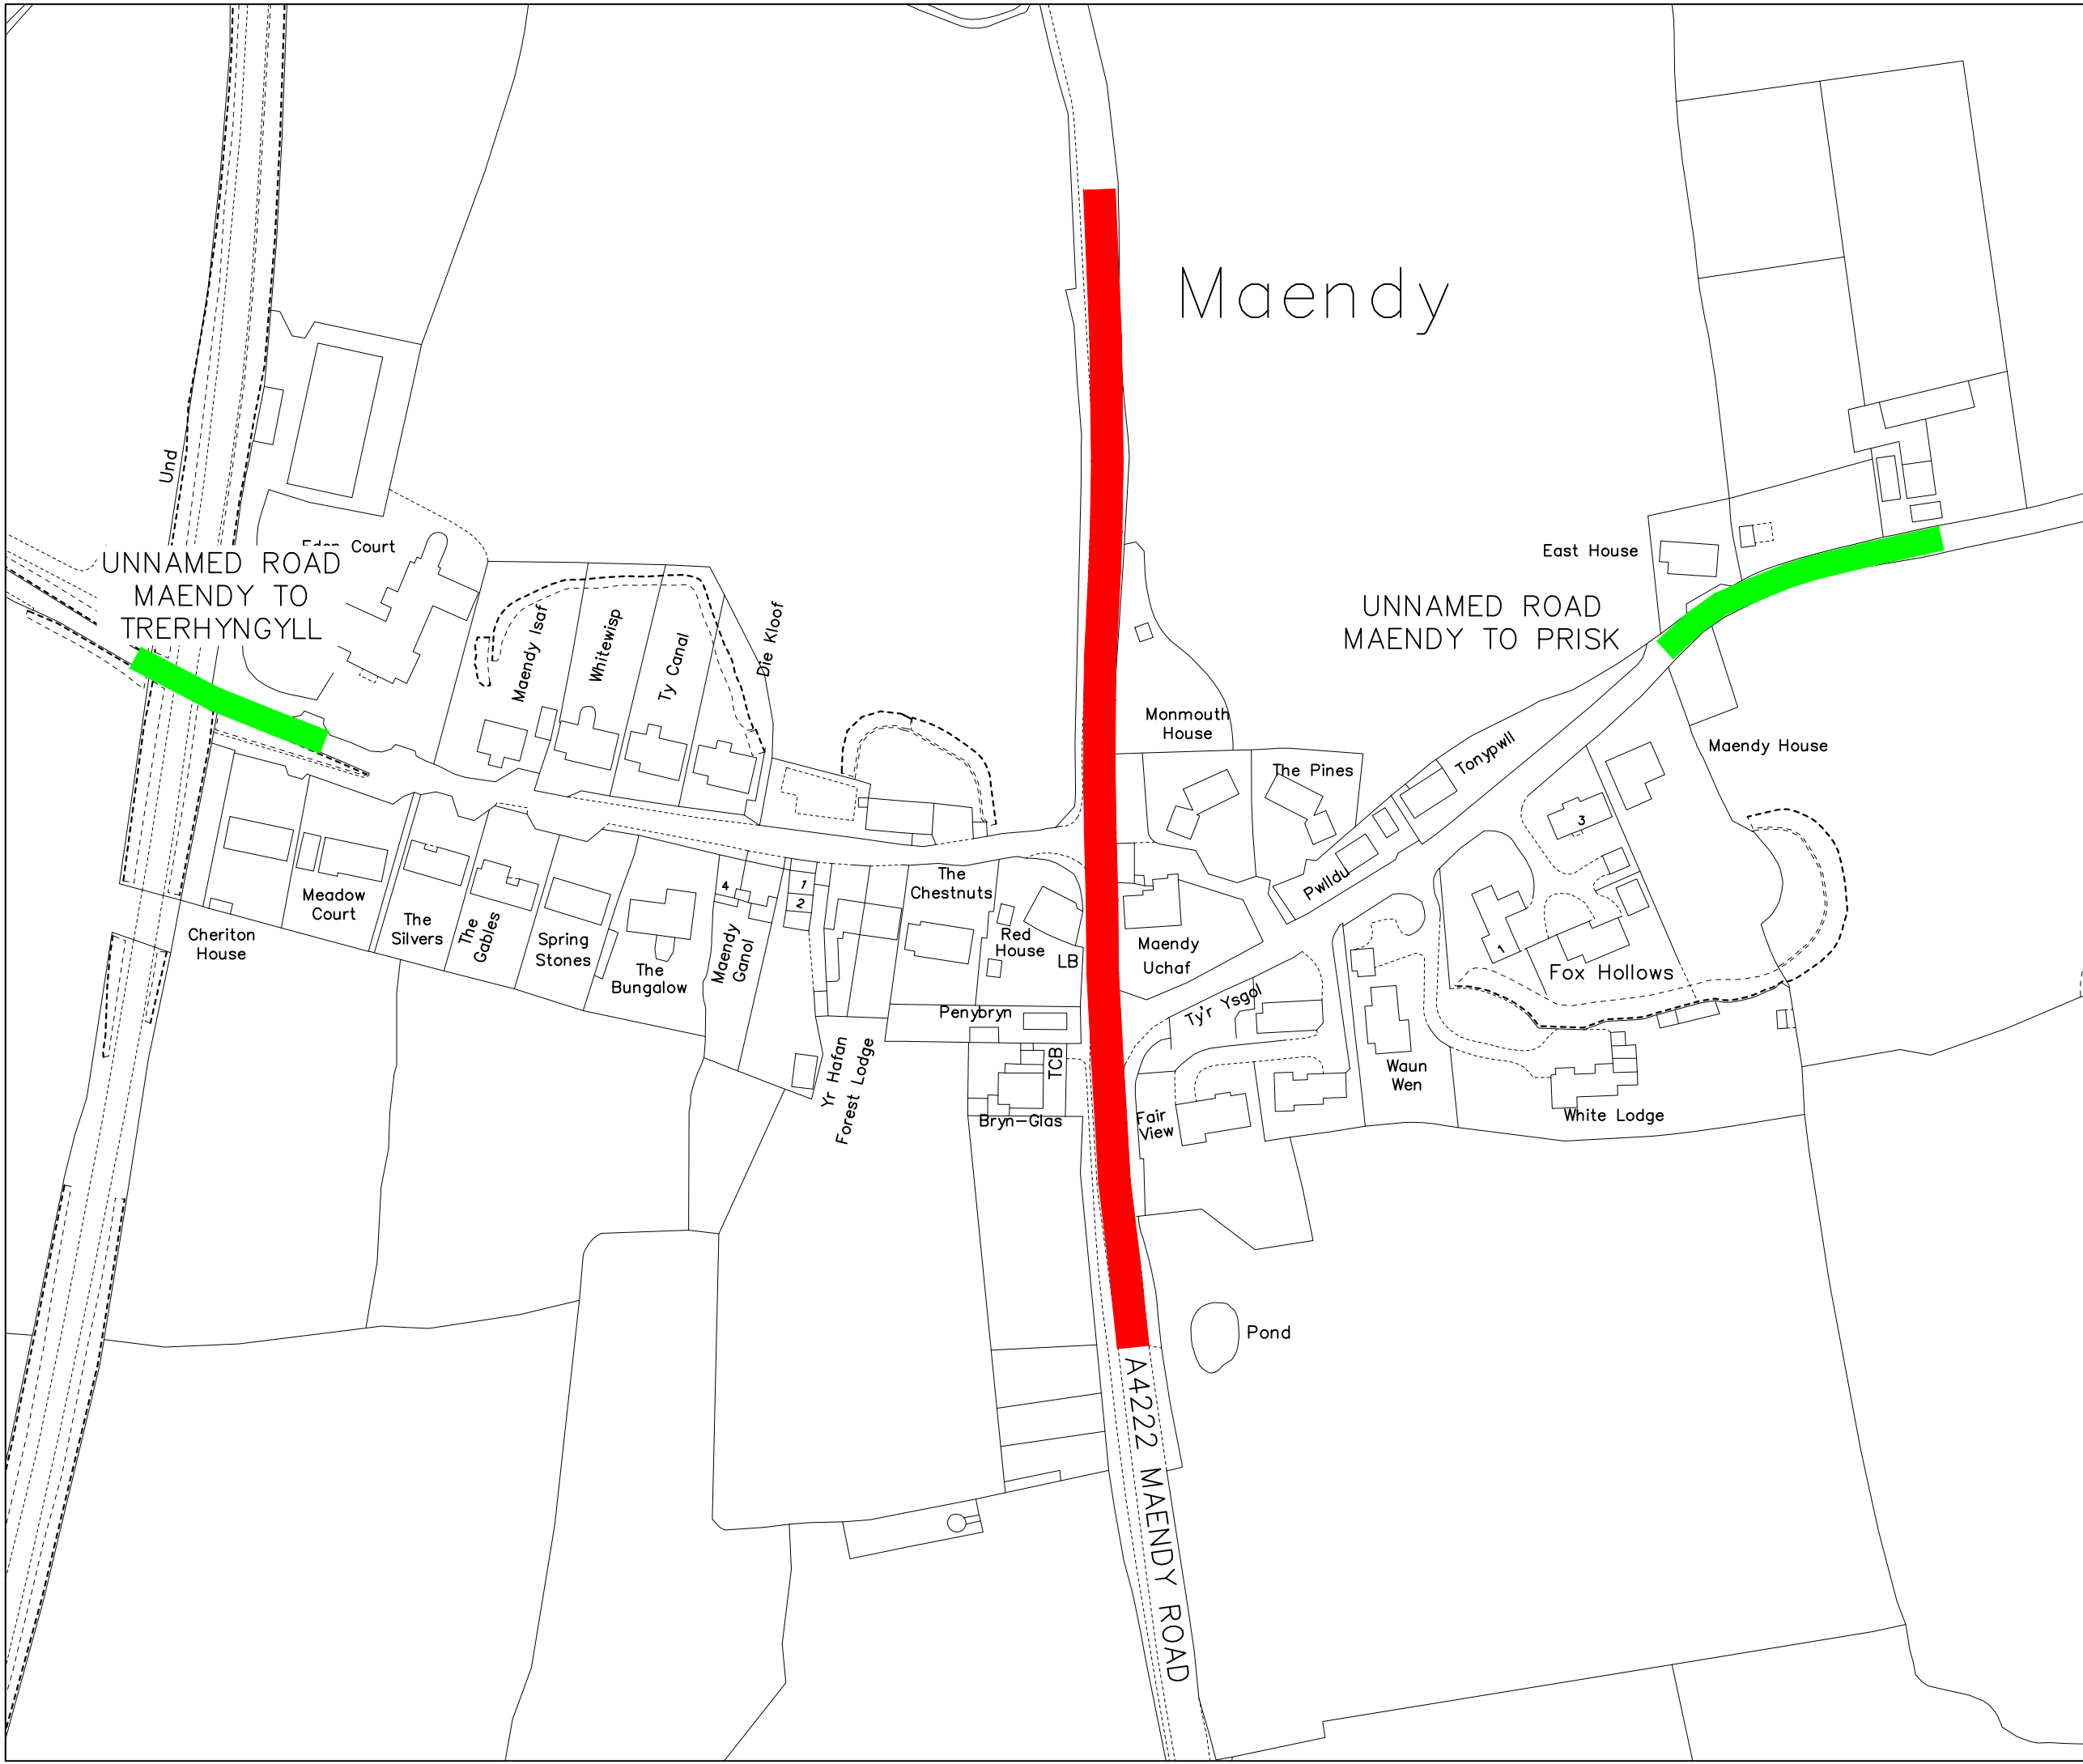 Maendy
Und
Eden Court
UNNAMED ROAD
MAENDY TO
TRERHYNGYLL
East House
UNNAMED ROAD
MAENDY TO PRISK
Maendy Isaf
Whitewisp
Ty Canal
Die Kloof
Monmouth
House
The Pines
Tonypwll
Maendy House
Pwlldu
3
1
Fox Hollows
Meadow
Court
Cheriton
House
The
Silvers
The
Gables
Spring
Stones
The
Bungalow
4
Maendy
Ganol
1
2
The
Chestnuts
Red
House
LB
Maendy
Uchaf
Penybryn
Ty'r Ysgol
Yr Hafan
Forest Lodge
TCB
Bryn-Glas
Fair
View
Waun
Wen
White Lodge
Pond
A4222 MAENDY ROAD